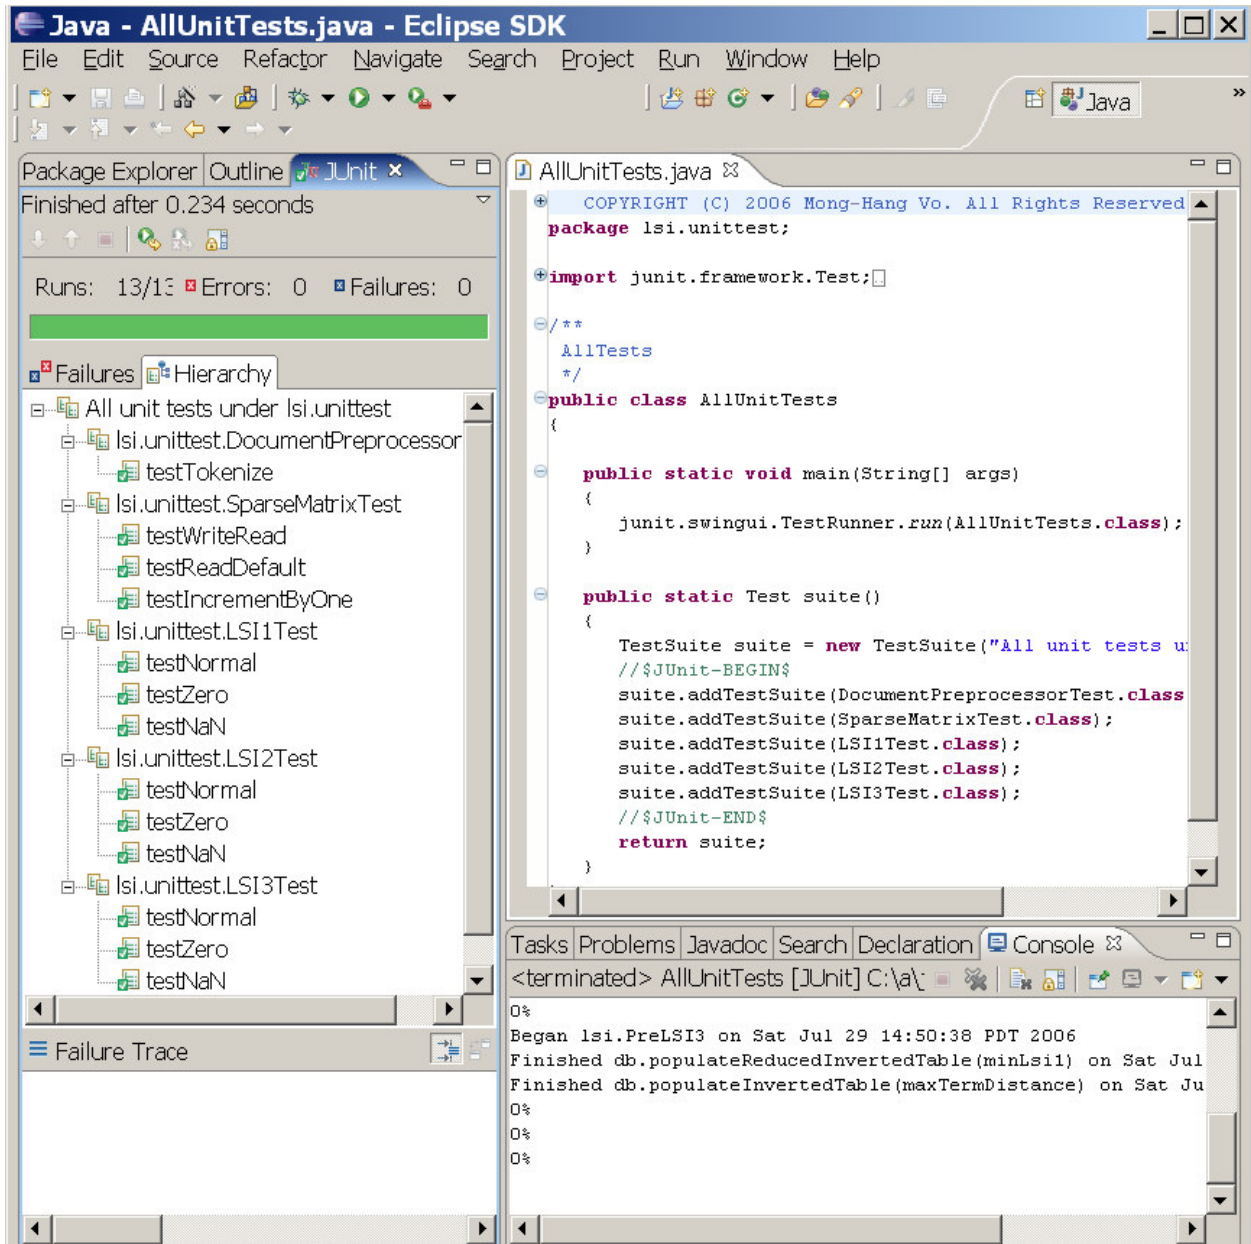 Java - AllUnitTests.java - Eclipse SDK
File Edit Source Refactor Navigate Search Project Run Window Help
Java »
Package Explorer Outline JUnit
Finished after 0.234 seconds
Runs: 13/13 Errors: 0 Failures: 0
Failures Hierarchy
All unit tests under lsi.unittest
lsi.unittest.DocumentPreprocessor
testTokenize
lsi.unittest.SparseMatrixTest
testWriteRead
testReadDefault
testIncrementByOne
lsi.unittest.LSI1Test
testNormal
testZero
testNaN
lsi.unittest.LSI2Test
testNormal
testZero
testNaN
lsi.unittest.LSI3Test
testNormal
testZero
testNaN
Failure Trace
AllUnitTests.java
COPYRIGHT (C) 2006 Mong-Hang Vo. All Rights Reserved
package lsi.unittest;
import junit.framework.Test;
/**
AllTests
*/
public class AllUnitTests
{
public static void main(String[] args)
{
junit.swingui.TestRunner.run(AllUnitTests.class);
}
public static Test suite()
{
TestSuite suite = new TestSuite("All unit tests u
//$JUnit-BEGIN$
suite.addTestSuite(DocumentPreprocessorTest.class
suite.addTestSuite(SparseMatrixTest.class);
suite.addTestSuite(LSI1Test.class);
suite.addTestSuite(LSI2Test.class);
suite.addTestSuite(LSI3Test.class);
//$JUnit-END$
return suite;
}
Tasks Problems Javadoc Search Declaration Console
<terminated> AllUnitTests [JUnit] C:\a\
0%
Began lsi.PreLSI3 on Sat Jul 29 14:50:38 PDT 2006
Finished db.populateReducedInvertedTable(minLsi1) on Sat Jul
Finished db.populateInvertedTable(maxTermDistance) on Sat Ju
0%
0%
0%